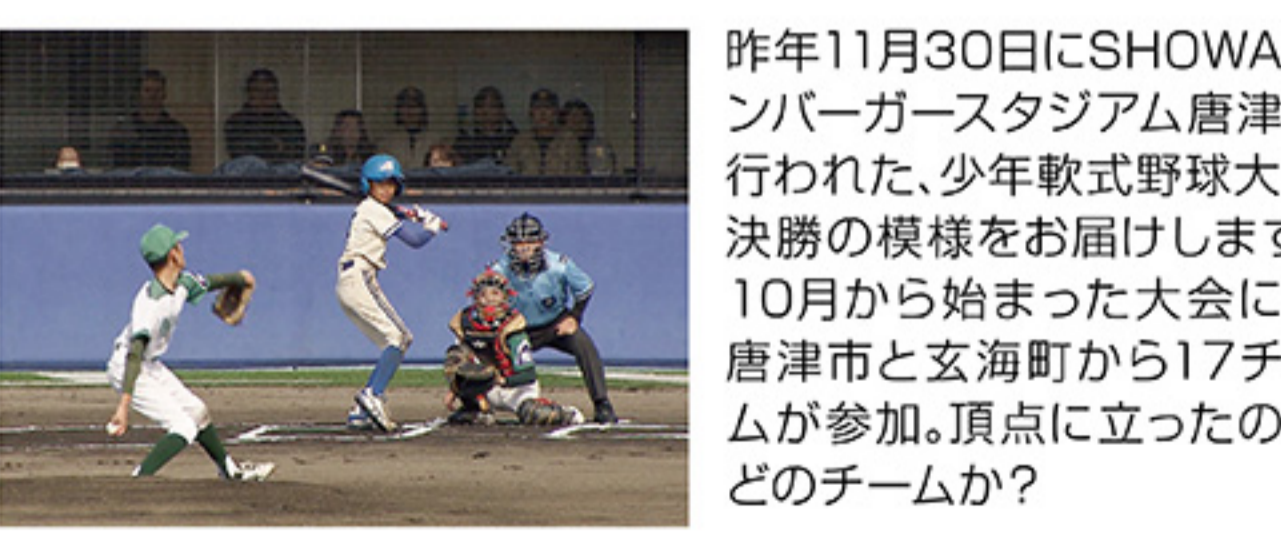 昨年11月30日にSHOWA
ンバーガースタジアム唐津
行われた、少年軟式野球大
決勝の模様をお届けします
10月から始まった大会に
唐津市と玄海町から17チ
ムが参加。頂点に立ったの
どのチームか？